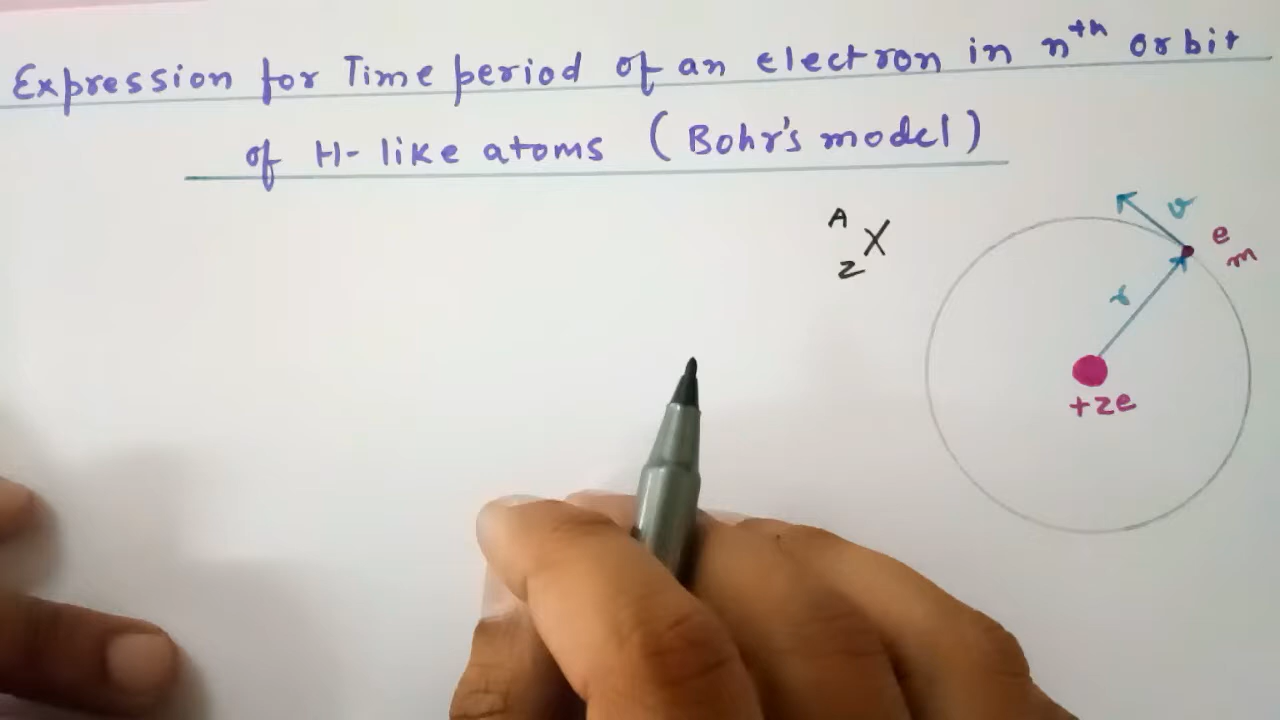 Expression for Time period of an electron in nᵗʰ orbit
of H-like atoms (Bohr's model)
A
Z X
v
e
m
r
+ze